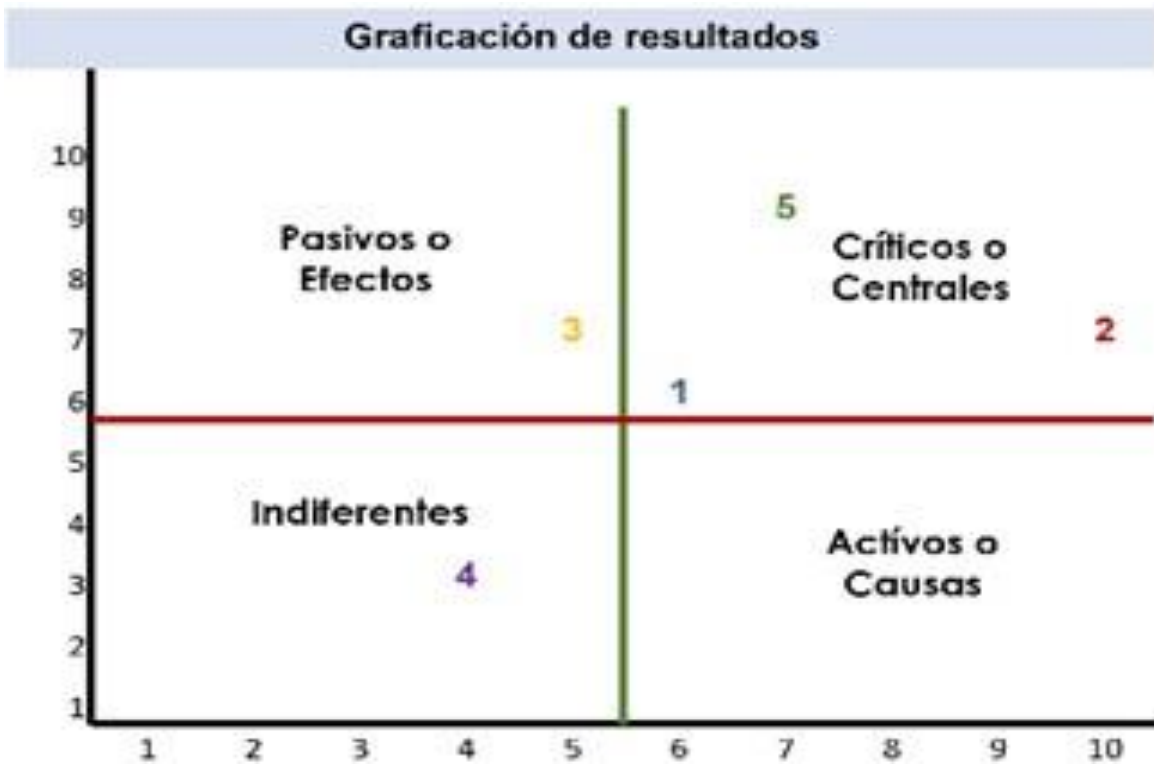 Graficación de resultados
10
9
5
Pasivos o
Efectos
Críticos o
Centrales
8
7
3
2
6
1
5
Indiferentes
4
Actívos o
Causas
4
3
2
1
1 2 3 4 5 6 7 8 9 10